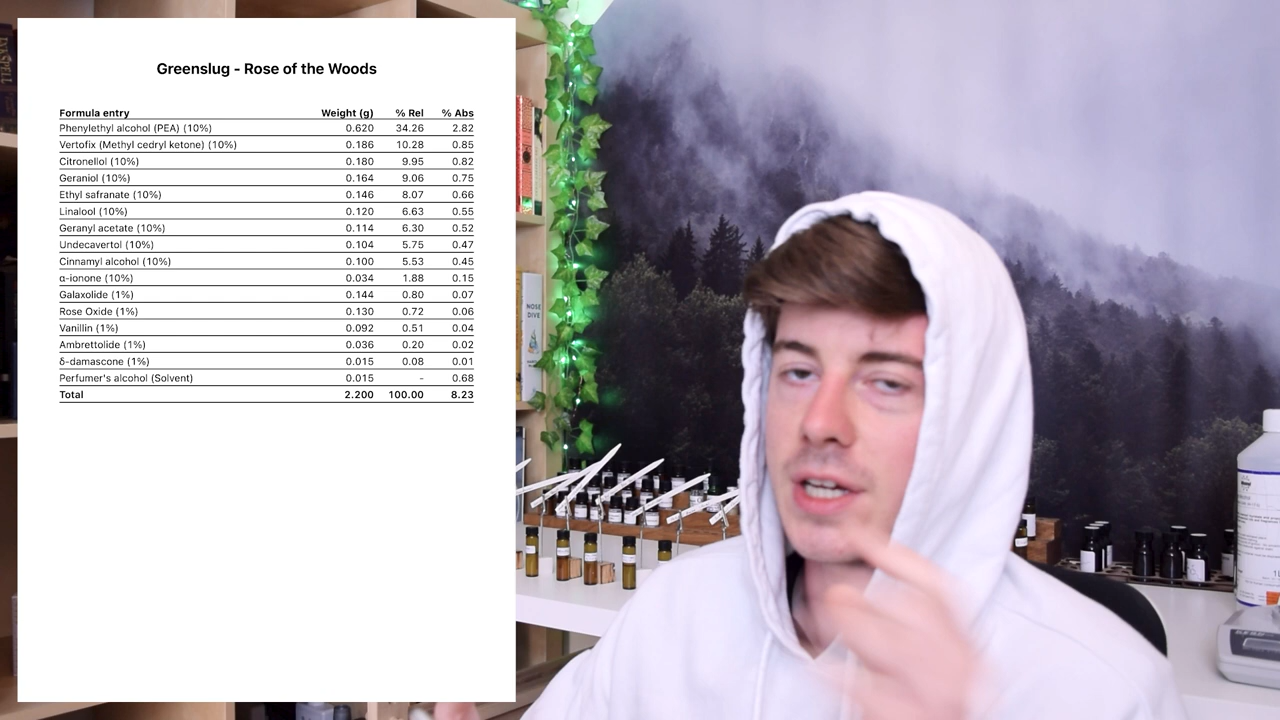 Greenslug - Rose of the Woods
Formula entry Weight (g) % Rel % Abs
Phenylethyl alcohol (PEA) (10%) 0.620 34.26 2.82
Vertofix (Methyl cedryl ketone) (10%) 0.186 10.28 0.85
Citronellol (10%) 0.180 9.95 0.82
Geraniol (10%) 0.164 9.06 0.75
Ethyl safranate (10%) 0.146 8.07 0.66
Linalool (10%) 0.120 6.63 0.55
Geranyl acetate (10%) 0.114 6.30 0.52
Undecavertol (10%) 0.104 5.75 0.47
Cinnamyl alcohol (10%) 0.100 5.53 0.45
α-ionone (10%) 0.034 1.88 0.15
Galaxolide (1%) 0.144 0.80 0.07
Rose Oxide (1%) 0.130 0.72 0.06
Vanillin (1%) 0.092 0.51 0.04
Ambrettolide (1%) 0.036 0.20 0.02
δ-damascone (1%) 0.015 0.08 0.01
Perfumer's alcohol (Solvent) 0.015 - 0.68
Total 2.200 100.00 8.23
NOSE
DIVE